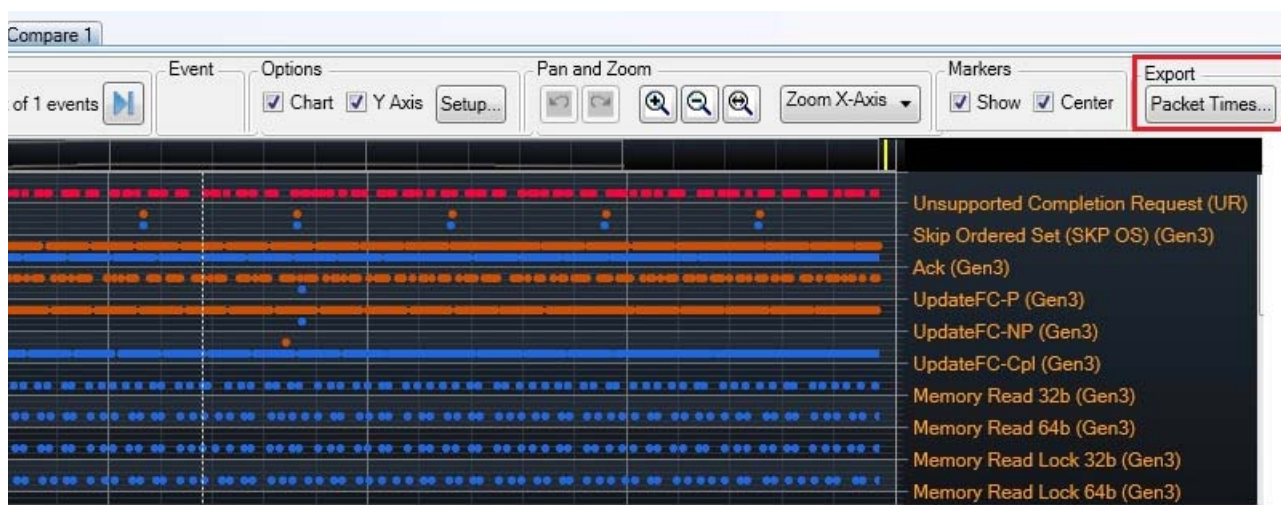 Compare 1
Event Options Pan and Zoom Markers Export
of 1 events Chart Y Axis Setup... Zoom X-Axis Show Center Packet Times...
Unsupported Completion Request (UR)
Skip Ordered Set (SKP OS) (Gen3)
Ack (Gen3)
UpdateFC-P (Gen3)
UpdateFC-NP (Gen3)
UpdateFC-Cpl (Gen3)
Memory Read 32b (Gen3)
Memory Read 64b (Gen3)
Memory Read Lock 32b (Gen3)
Memory Read Lock 64b (Gen3)